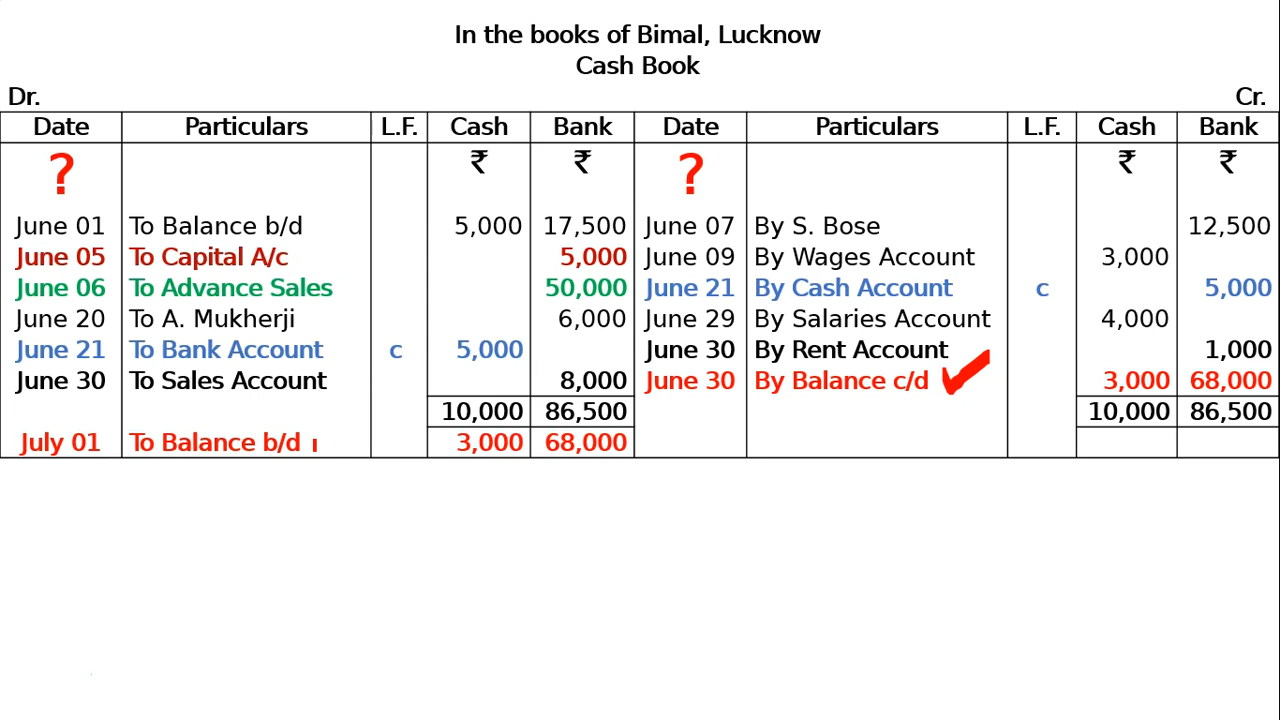 In the books of Bimal, Lucknow
Cash Book
Dr. Cr.
Date Particulars L.F. Cash Bank Date Particulars L.F. Cash Bank
? ₹ ₹ ? ₹ ₹
June 01 To Balance b/d 5,000 17,500 June 07 By S. Bose 12,500
June 05 To Capital A/c 5,000 June 09 By Wages Account 3,000
June 06 To Advance Sales 50,000 June 21 By Cash Account c 5,000
June 20 To A. Mukherji 6,000 June 29 By Salaries Account 4,000
June 21 To Bank Account c 5,000 June 30 By Rent Account 1,000
June 30 To Sales Account 8,000 June 30 By Balance c/d 3,000 68,000
10,000 86,500 10,000 86,500
July 01 To Balance b/d 3,000 68,000